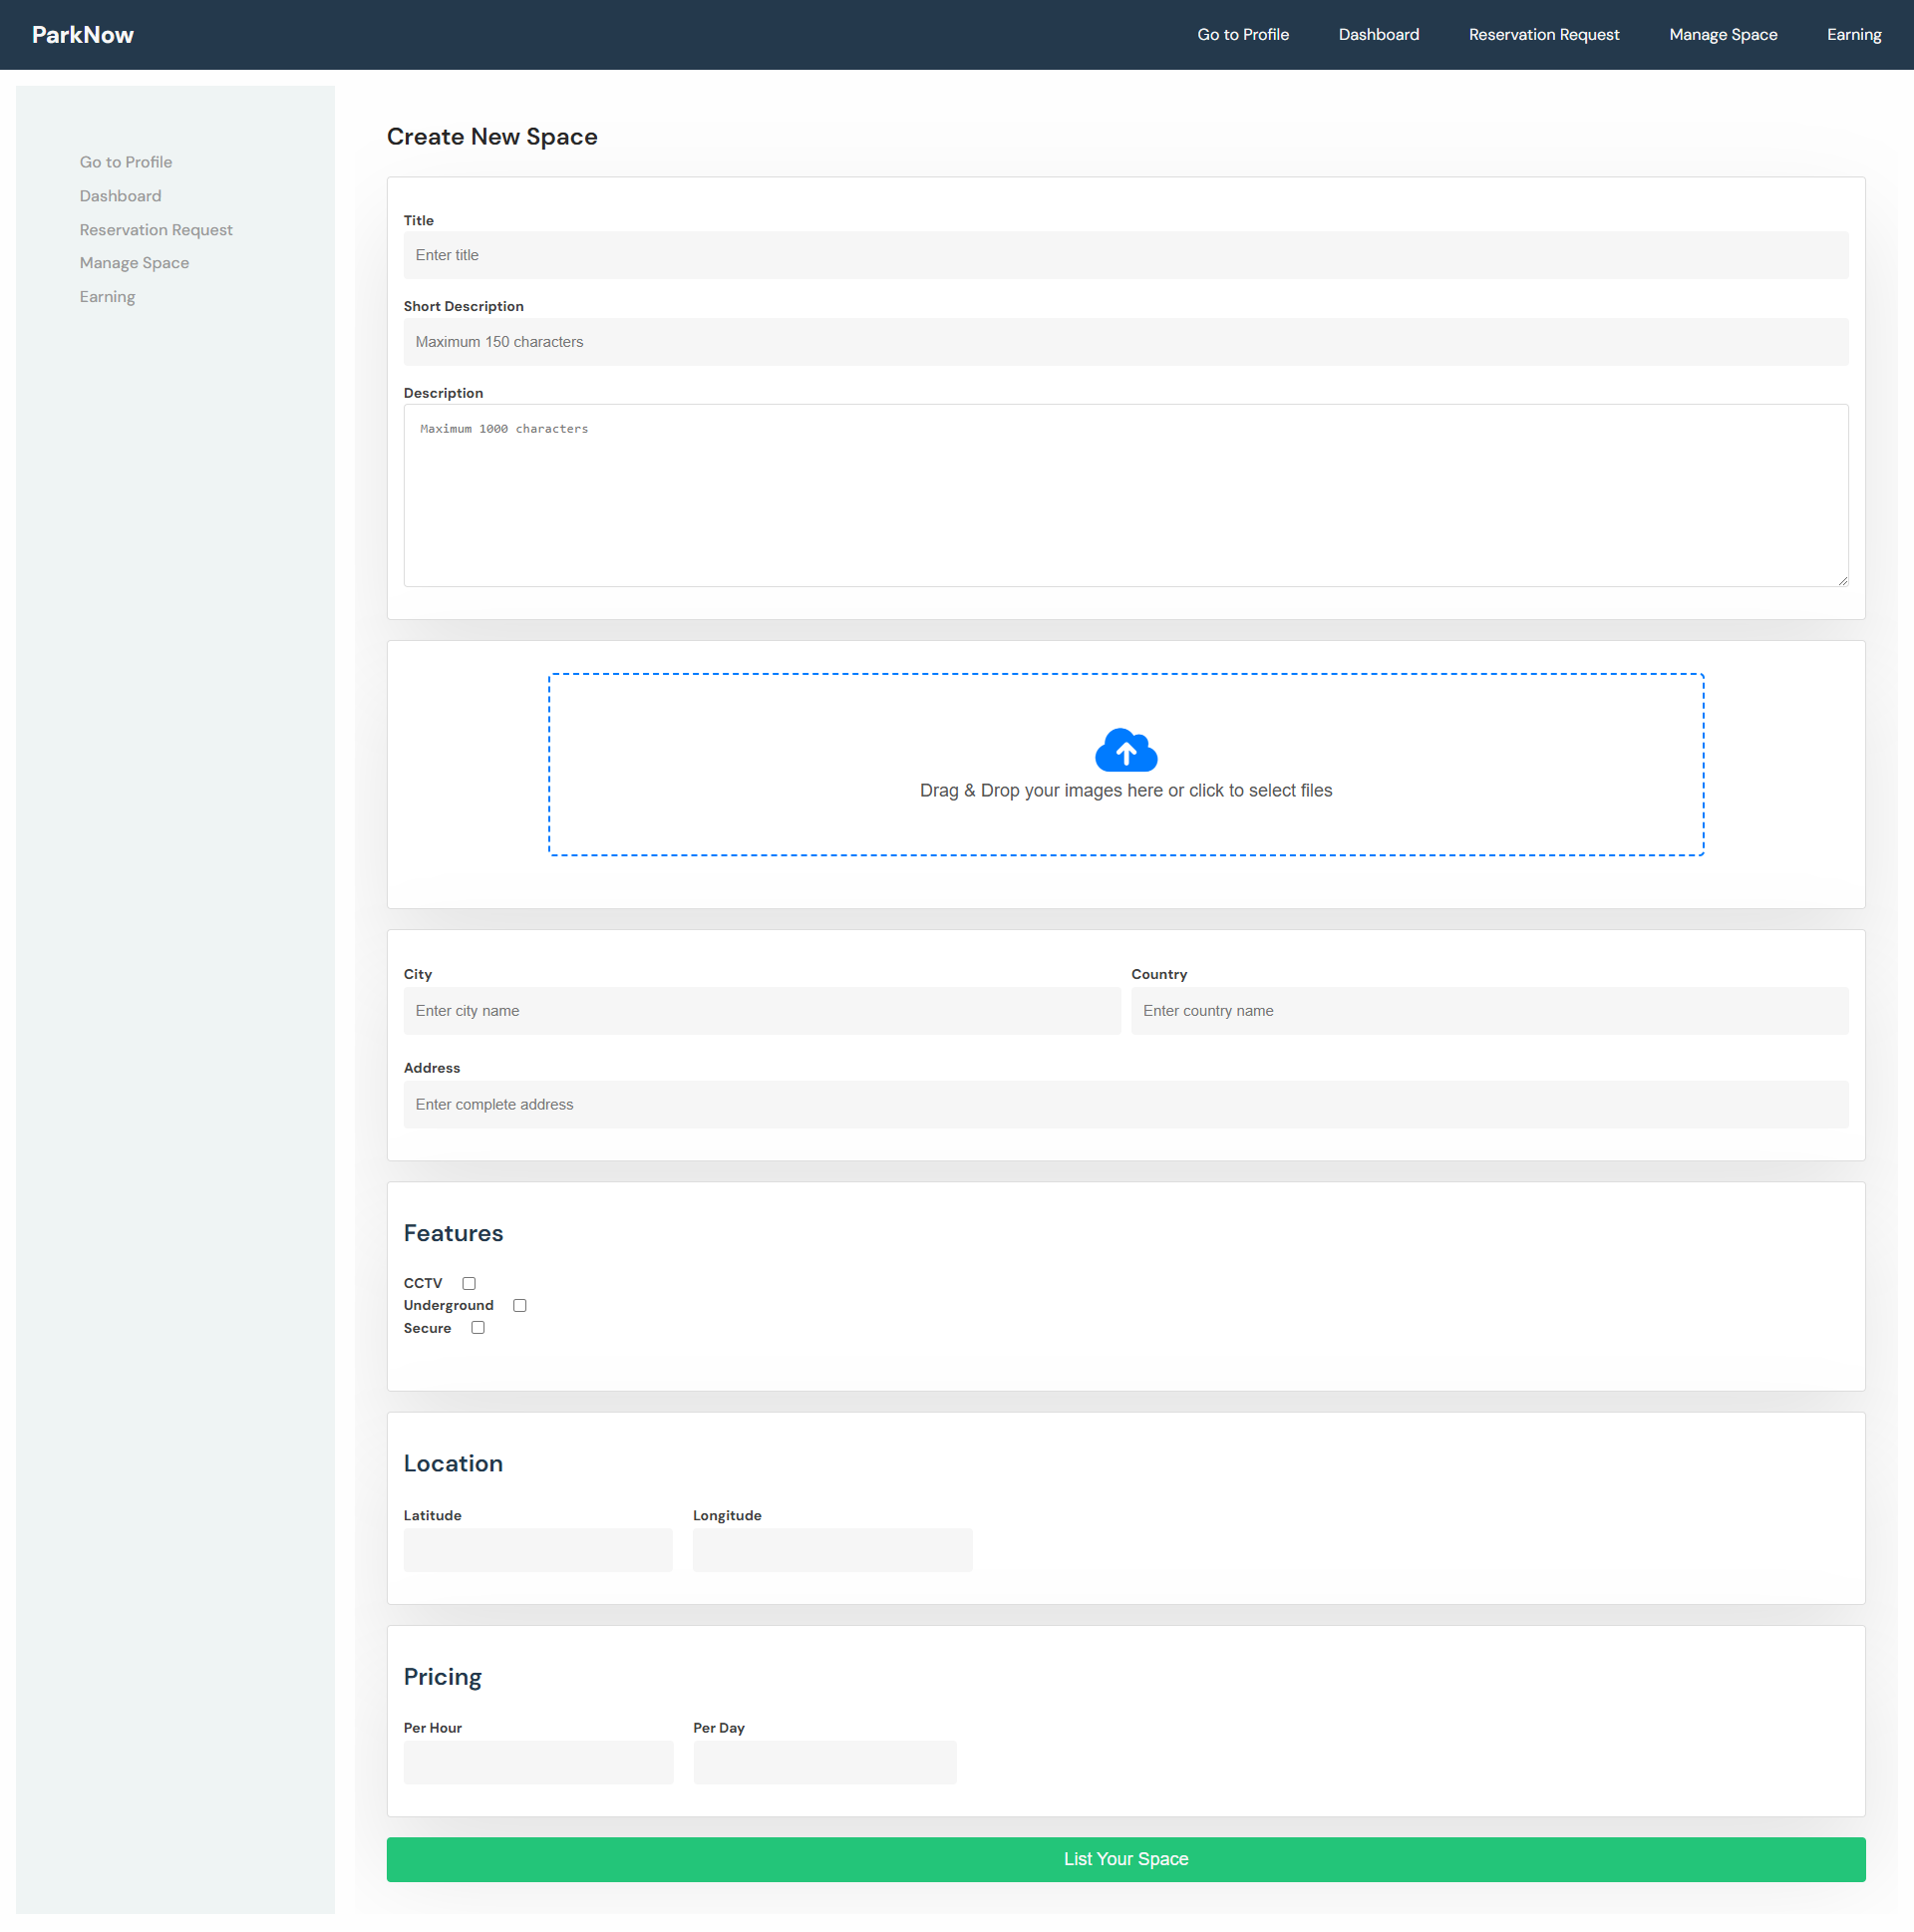 ParkNow
Go to Profile
Dashboard
Reservation Request
Manage Space
Earning
Go to Profile
Dashboard
Reservation Request
Manage Space
Earning
Create New Space
Title
Enter title
Short Description
Maximum 150 characters
Description
Maximum 1000 characters
Drag & Drop your images here or click to select files
City
Country
Enter city name
Enter country name
Address
Enter complete address
Features
CCTV
Underground
Secure
Location
Latitude
Longitude
Pricing
Per Hour
Per Day
List Your Space